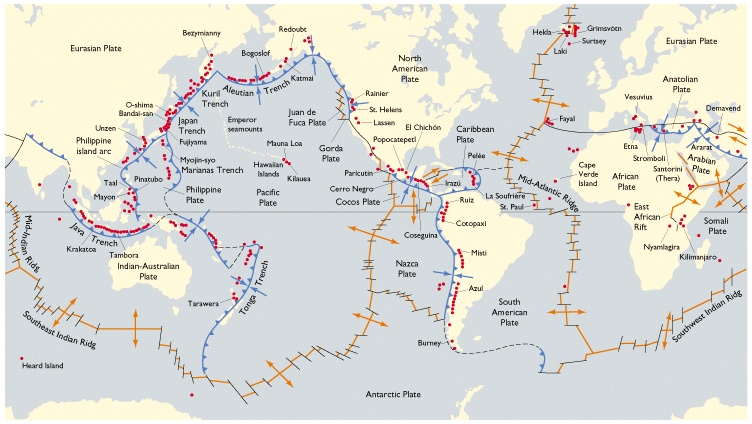 Redoubt
Hekla
Grimsvötn
Surtsey
Laki
Bezymianny
Eurasian Plate
Eurasian Plate
Bogoslof
North
American
Plate
Katmal
Aleutian Trench
Anatolian
Plate
Kuril
Trench
Rainier
St. Helens
Lassen
Vesuvius
Demavend
O-shima
Bandai-san
Juan de
Fuca Plate
Japan
Trench
Emperor
seamounts
Fayal
Unzen
El Chichón
Caribbean
Plate
Fujiyama
Popocatepetl
Etna
Stromboli
Ararat
Philippine
island arc
Mauna Loa
Gorda
Plate
Pelée
Santorini
(Thera)
Arabian
Plate
Myojin-syo
Marianas Trench
Hawaiian
Islands
Kilauea
Paricutin
Cape
Verde
Island
African
Plate
Taal
Pinatubo
Mayon
Philippine
Plate
Cerro Negro
Cocos Plate
Irazú
La Soufrière
St. Paul
Mid-Atlantic Ridge
Pacific
Plate
Ruiz
East
African
Rift
Somali
Plate
Mid-Indian Ridg
Java Trench
Cotopaxi
Coseguina
Krakatoa
Tambora
Nyamlagira
Kilimanjaro
Misti
Indian-Australian
Plate
Nazca
Plate
Tonga Trench
Azul
Tarawera
South
American
Plate
Southeast Indian Ridg
Southwest Indian Ridg
Burney
Heard Island
Antarctic Plate